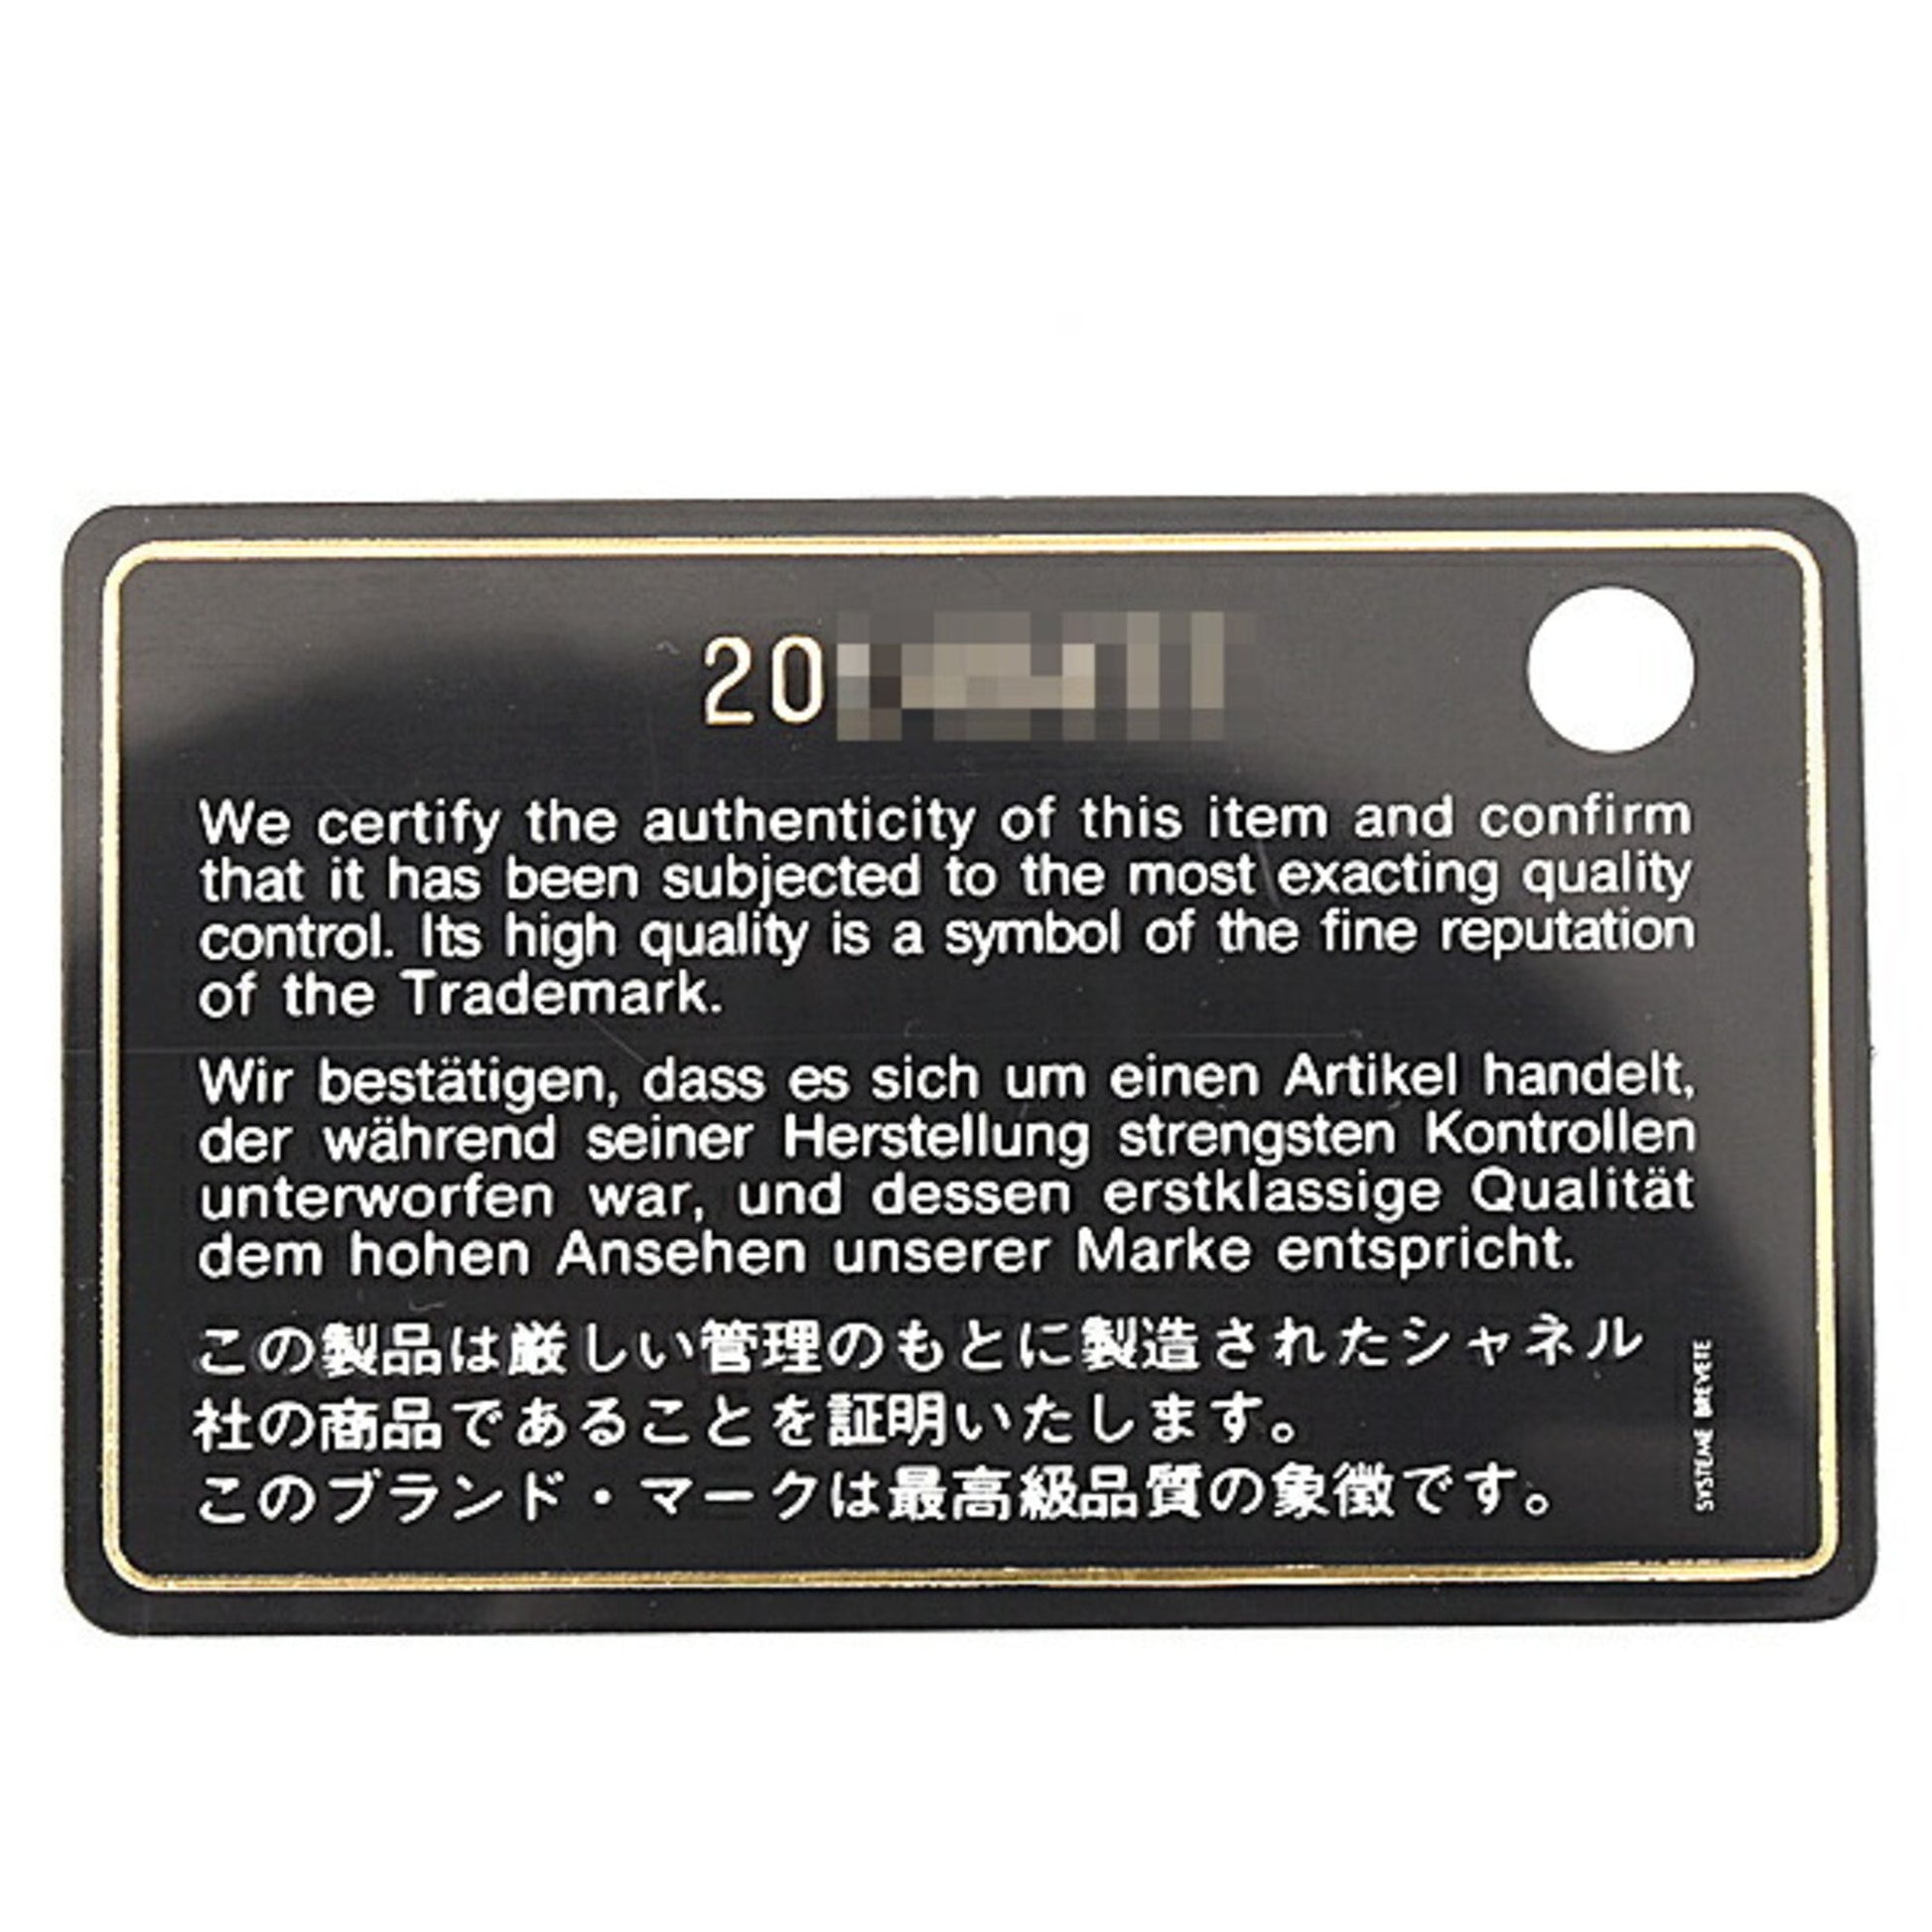 20
We certify the authenticity of this item and confirm
that it has been subjected to the most exacting quality
control. Its high quality is a symbol of the fine reputation
of the Trademark.
Wir bestätigen, dass es sich um einen Artikel handelt,
der während seiner Herstellung strengsten Kontrollen
unterworfen war, und dessen erstklassige Qualität
dem hohen Ansehen unserer Marke entspricht.
この製品は厳しい管理のもとに製造されたシャネル
社の商品であることを証明いたします。
このブランド・マークは最高級品質の象徴です。
SYSTEME BREVETE